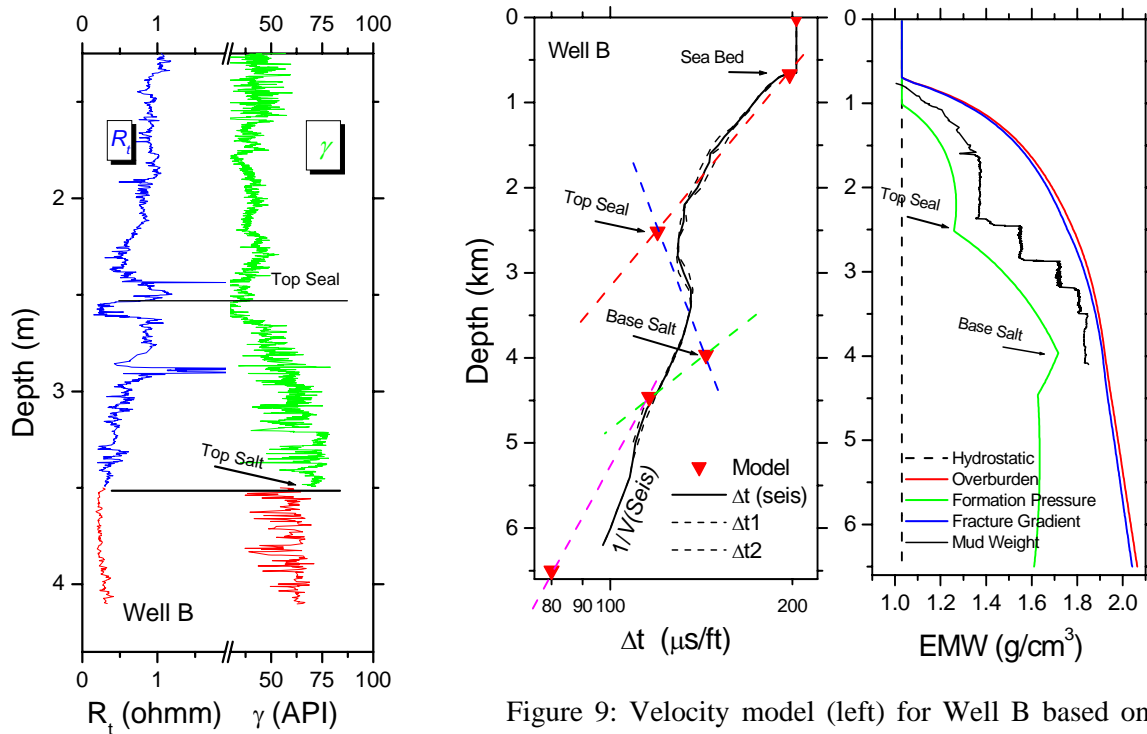 0 1 50 75 100
R_t
γ
Top Seal
Top Salt
Well B
2
3
4
Depth (m)
0 1 50 75 100
R_t (ohmm) γ (API)
Well B
Sea Bed
Top Seal
Base Salt
0
1
2
3
4
5
6
Depth (km)
Model
Δt (seis)
Δt1
Δt2
1/V(Seis)
80 90 100 200
Δt (μs/ft)
0
1
2
3
4
5
6
Top Seal
Base Salt
Hydrostatic
Overburden
Formation Pressure
Fracture Gradient
Mud Weight
1.0 1.2 1.4 1.6 1.8 2.0
EMW (g/cm³)
Figure 9: Velocity model (left) for Well B based on